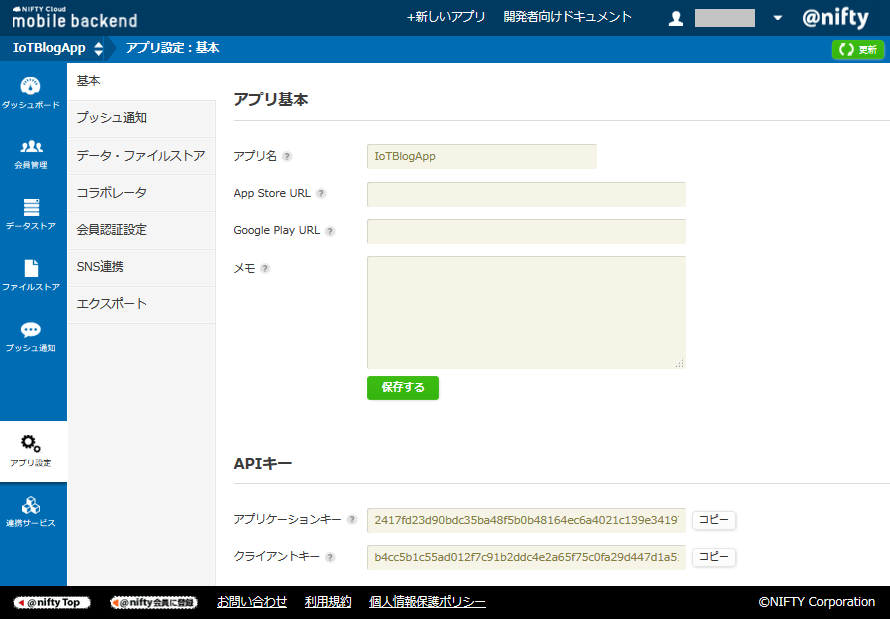 NIFTY Cloud
mobile backend
+新しいアプリ 開発者向けドキュメント
@nifty
IoTBlogApp アプリ設定：基本
更新
ダッシュボード
会員管理
データストア
ファイルストア
プッシュ通知
アプリ設定
連携サービス
基本
プッシュ通知
データ・ファイルストア
コラボレータ
会員認証設定
SNS連携
エクスポート
アプリ基本
アプリ名 ? IoTBlogApp
App Store URL ?
Google Play URL ?
メモ ?
保存する
APIキー
アプリケーションキー ? 2417fd23d90bdc35ba48f5b0b48164ec6a4021c139e3419 コピー
クライアントキー ? b4cc5b1c55ad012f7c91b2ddc4e2a65f75c0fa29d447d1a5 コピー
@nifty Top @nifty会員に登録 お問い合わせ 利用規約 個人情報保護ポリシー ©NIFTY Corporation